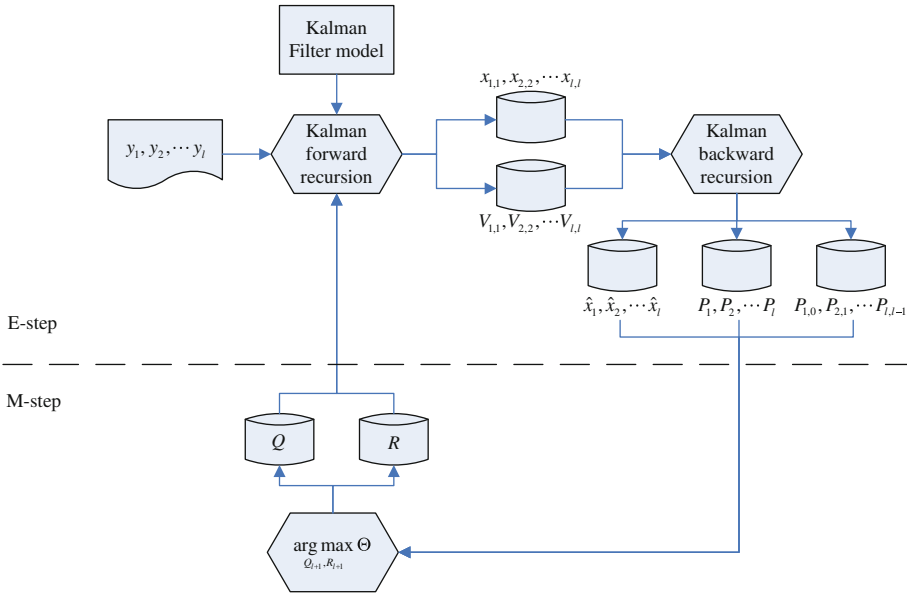 Kalman
Filter model
y₁, y₂, ⋯ yₗ
Kalman
forward
recursion
x₁,₁, x₂,₂, ⋯ xₗ,ₗ
V₁,₁, V₂,₂, ⋯ Vₗ,ₗ
Kalman
backward
recursion
x̂₁, x̂₂, ⋯ x̂ₗ
P₁, P₂, ⋯ Pₗ
P₁,₀, P₂,₁, ⋯ Pₗ,ₗ₋₁
E-step
M-step
Q
R
arg max Θ
Qₗ₊₁, Rₗ₊₁